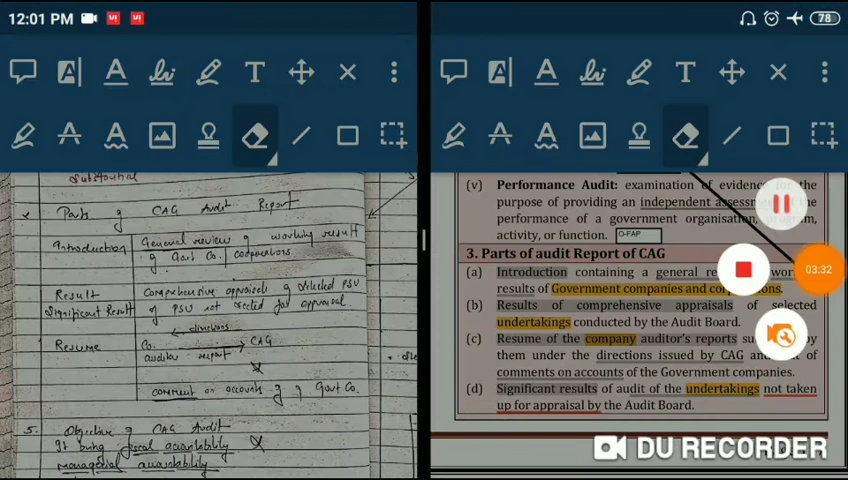 12:01 PM
78
substantial
Parts of CAG Audit Report
Introduction
General review of working result
of Govt Co. corporations
Result
Comprehensive appraisal of selected PSU
Significant Result
of PSU not selected for appraisal
directions
Resume
Co. CAG
auditor report
comment on accounts of Govt Co.
5. Objective of CAG Audit
It bring fiscal accountability
managerial accountability
(v) Performance Audit: examination of evidence for the
purpose of providing an independent assessment of the
performance of a government organisation, program,
activity, or function.
O-FAP
3. Parts of audit Report of CAG
(a) Introduction containing a general
results of Government companies and
(b) Results of comprehensive appraisals of selected
undertakings conducted by the Audit Board.
(c) Resume of the company auditor's reports
them under the directions issued by CAG and of
comments on accounts of the Government companies.
(d) Significant results of audit of the undertakings not taken
up for appraisal by the Audit Board.
03:32
DU RECORDER